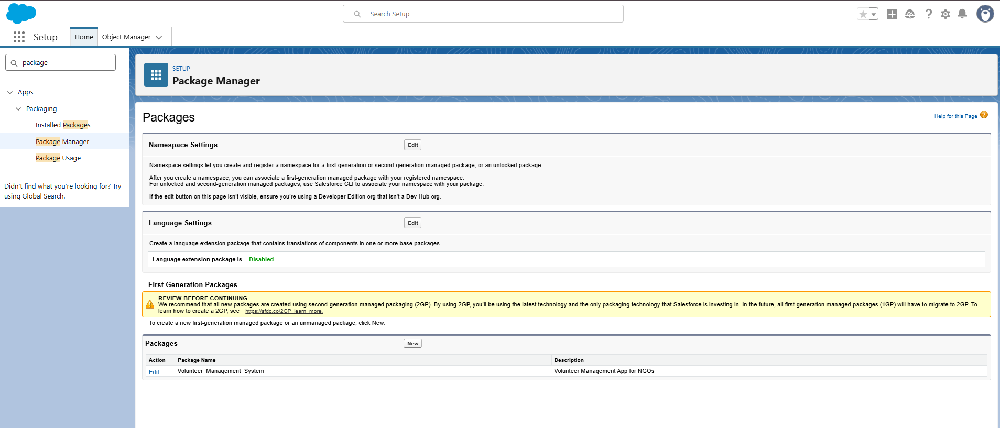 Search Setup
Setup
Home
Object Manager
package
Apps
Packaging
Installed Packages
Package Manager
Package Usage
Didn't find what you're looking for? Try
using Global Search.
SETUP
Package Manager
Packages
Help for this Page
Namespace Settings
Edit
Namespace settings let you create and register a namespace for a first-generation or second-generation managed package, or an unlocked package.
After you create a namespace, you can associate a first-generation managed package with your registered namespace.
For unlocked and second-generation managed packages, use Salesforce CLI to associate your namespace with your package.
If the edit button on this page isn't visible, ensure you're using a Developer Edition org that isn't a Dev Hub org.
Language Settings
Edit
Create a language extension package that contains translations of components in one or more base packages.
Language extension package is Disabled
First-Generation Packages
REVIEW BEFORE CONTINUING
We recommend that all new packages are created using second-generation managed packaging (2GP). By using 2GP, you'll be using the latest technology and the only packaging technology that Salesforce is investing in. In the future, all first-generation managed packages (1GP) will have to migrate to 2GP. To
learn how to create a 2GP, see https://sfdc.co/2GP_learn_more.
To create a new first-generation managed package or an unmanaged package, click New.
Packages
New
Action Package Name Description
Edit Volunteer_Management_System Volunteer Management App for NGOs